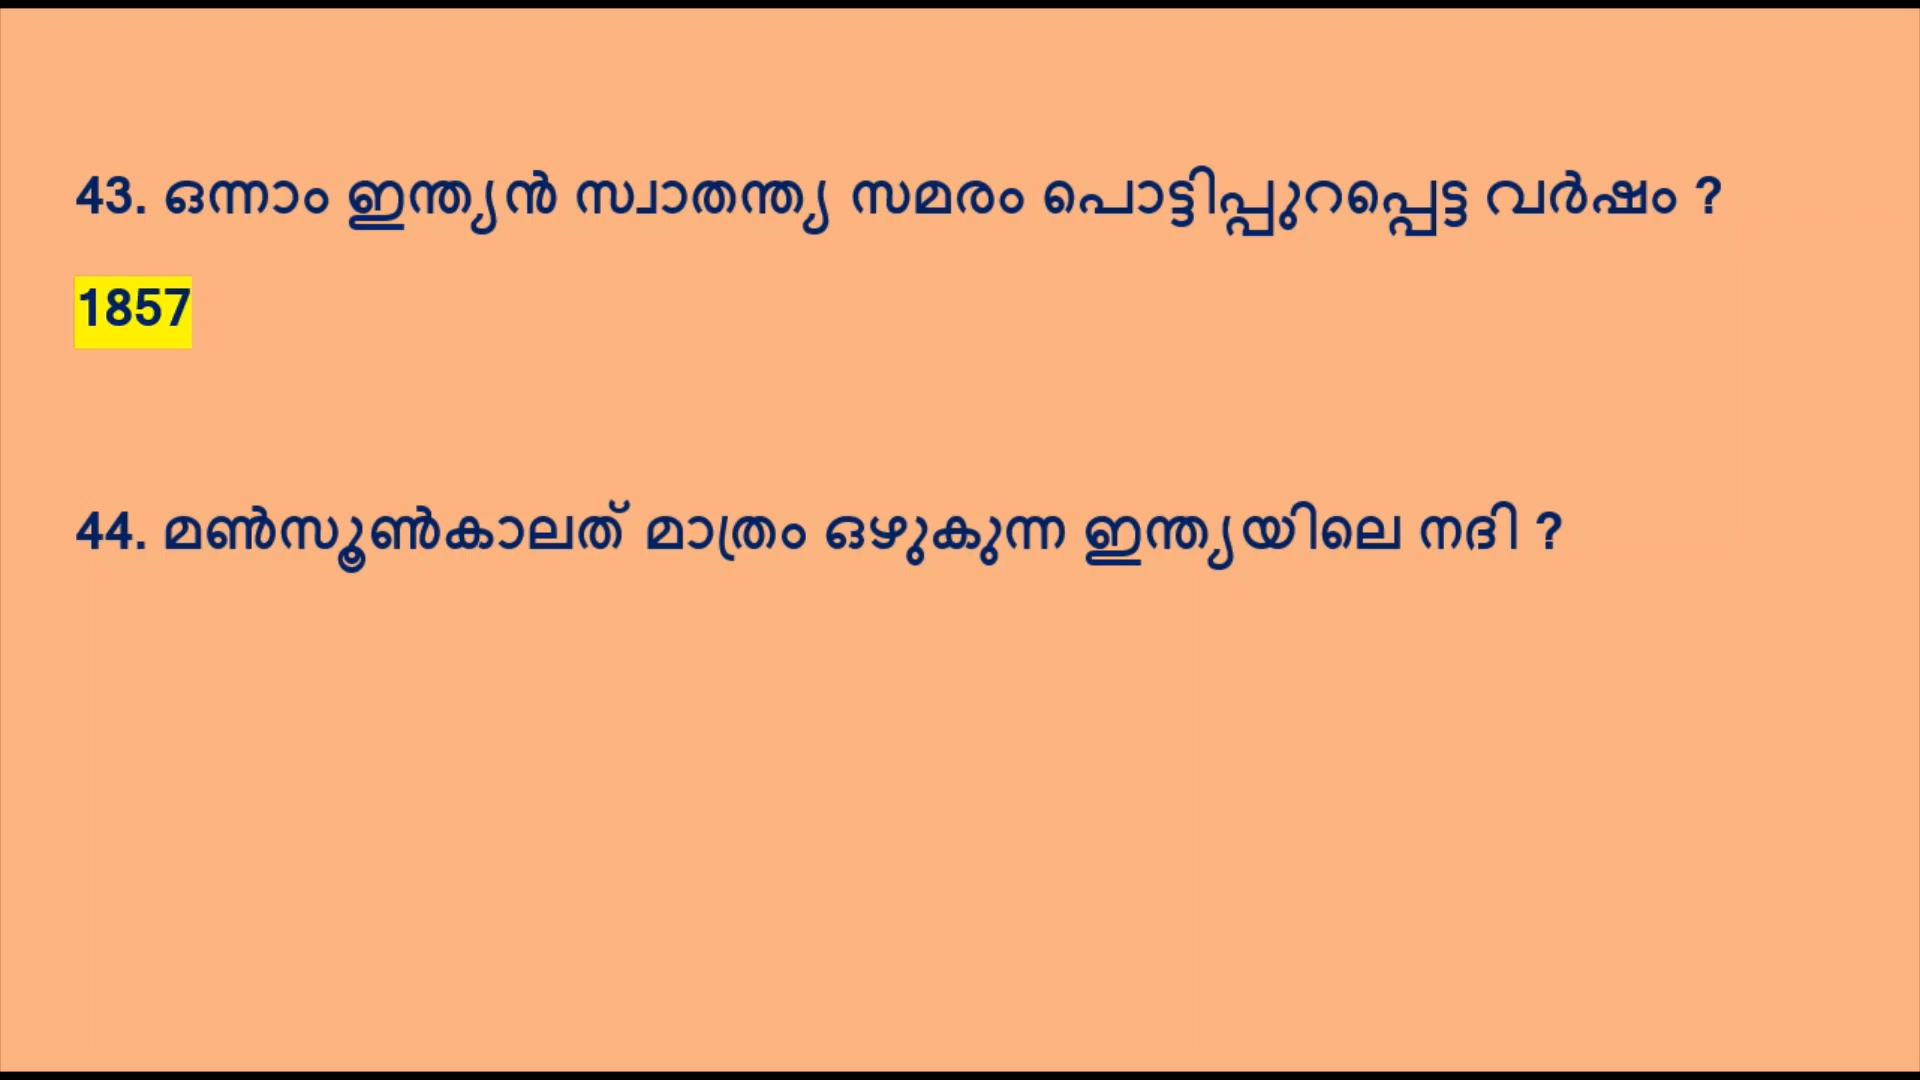 43. ഒന്നാം ഇന്ത്യൻ സ്വാതന്ത്യ സമരം പൊട്ടിപ്പുറപ്പെട്ട വർഷം ?
1857
44. മൺസൂൺകാലത് മാത്രം ഒഴുകുന്ന ഇന്ത്യയിലെ നദി ?